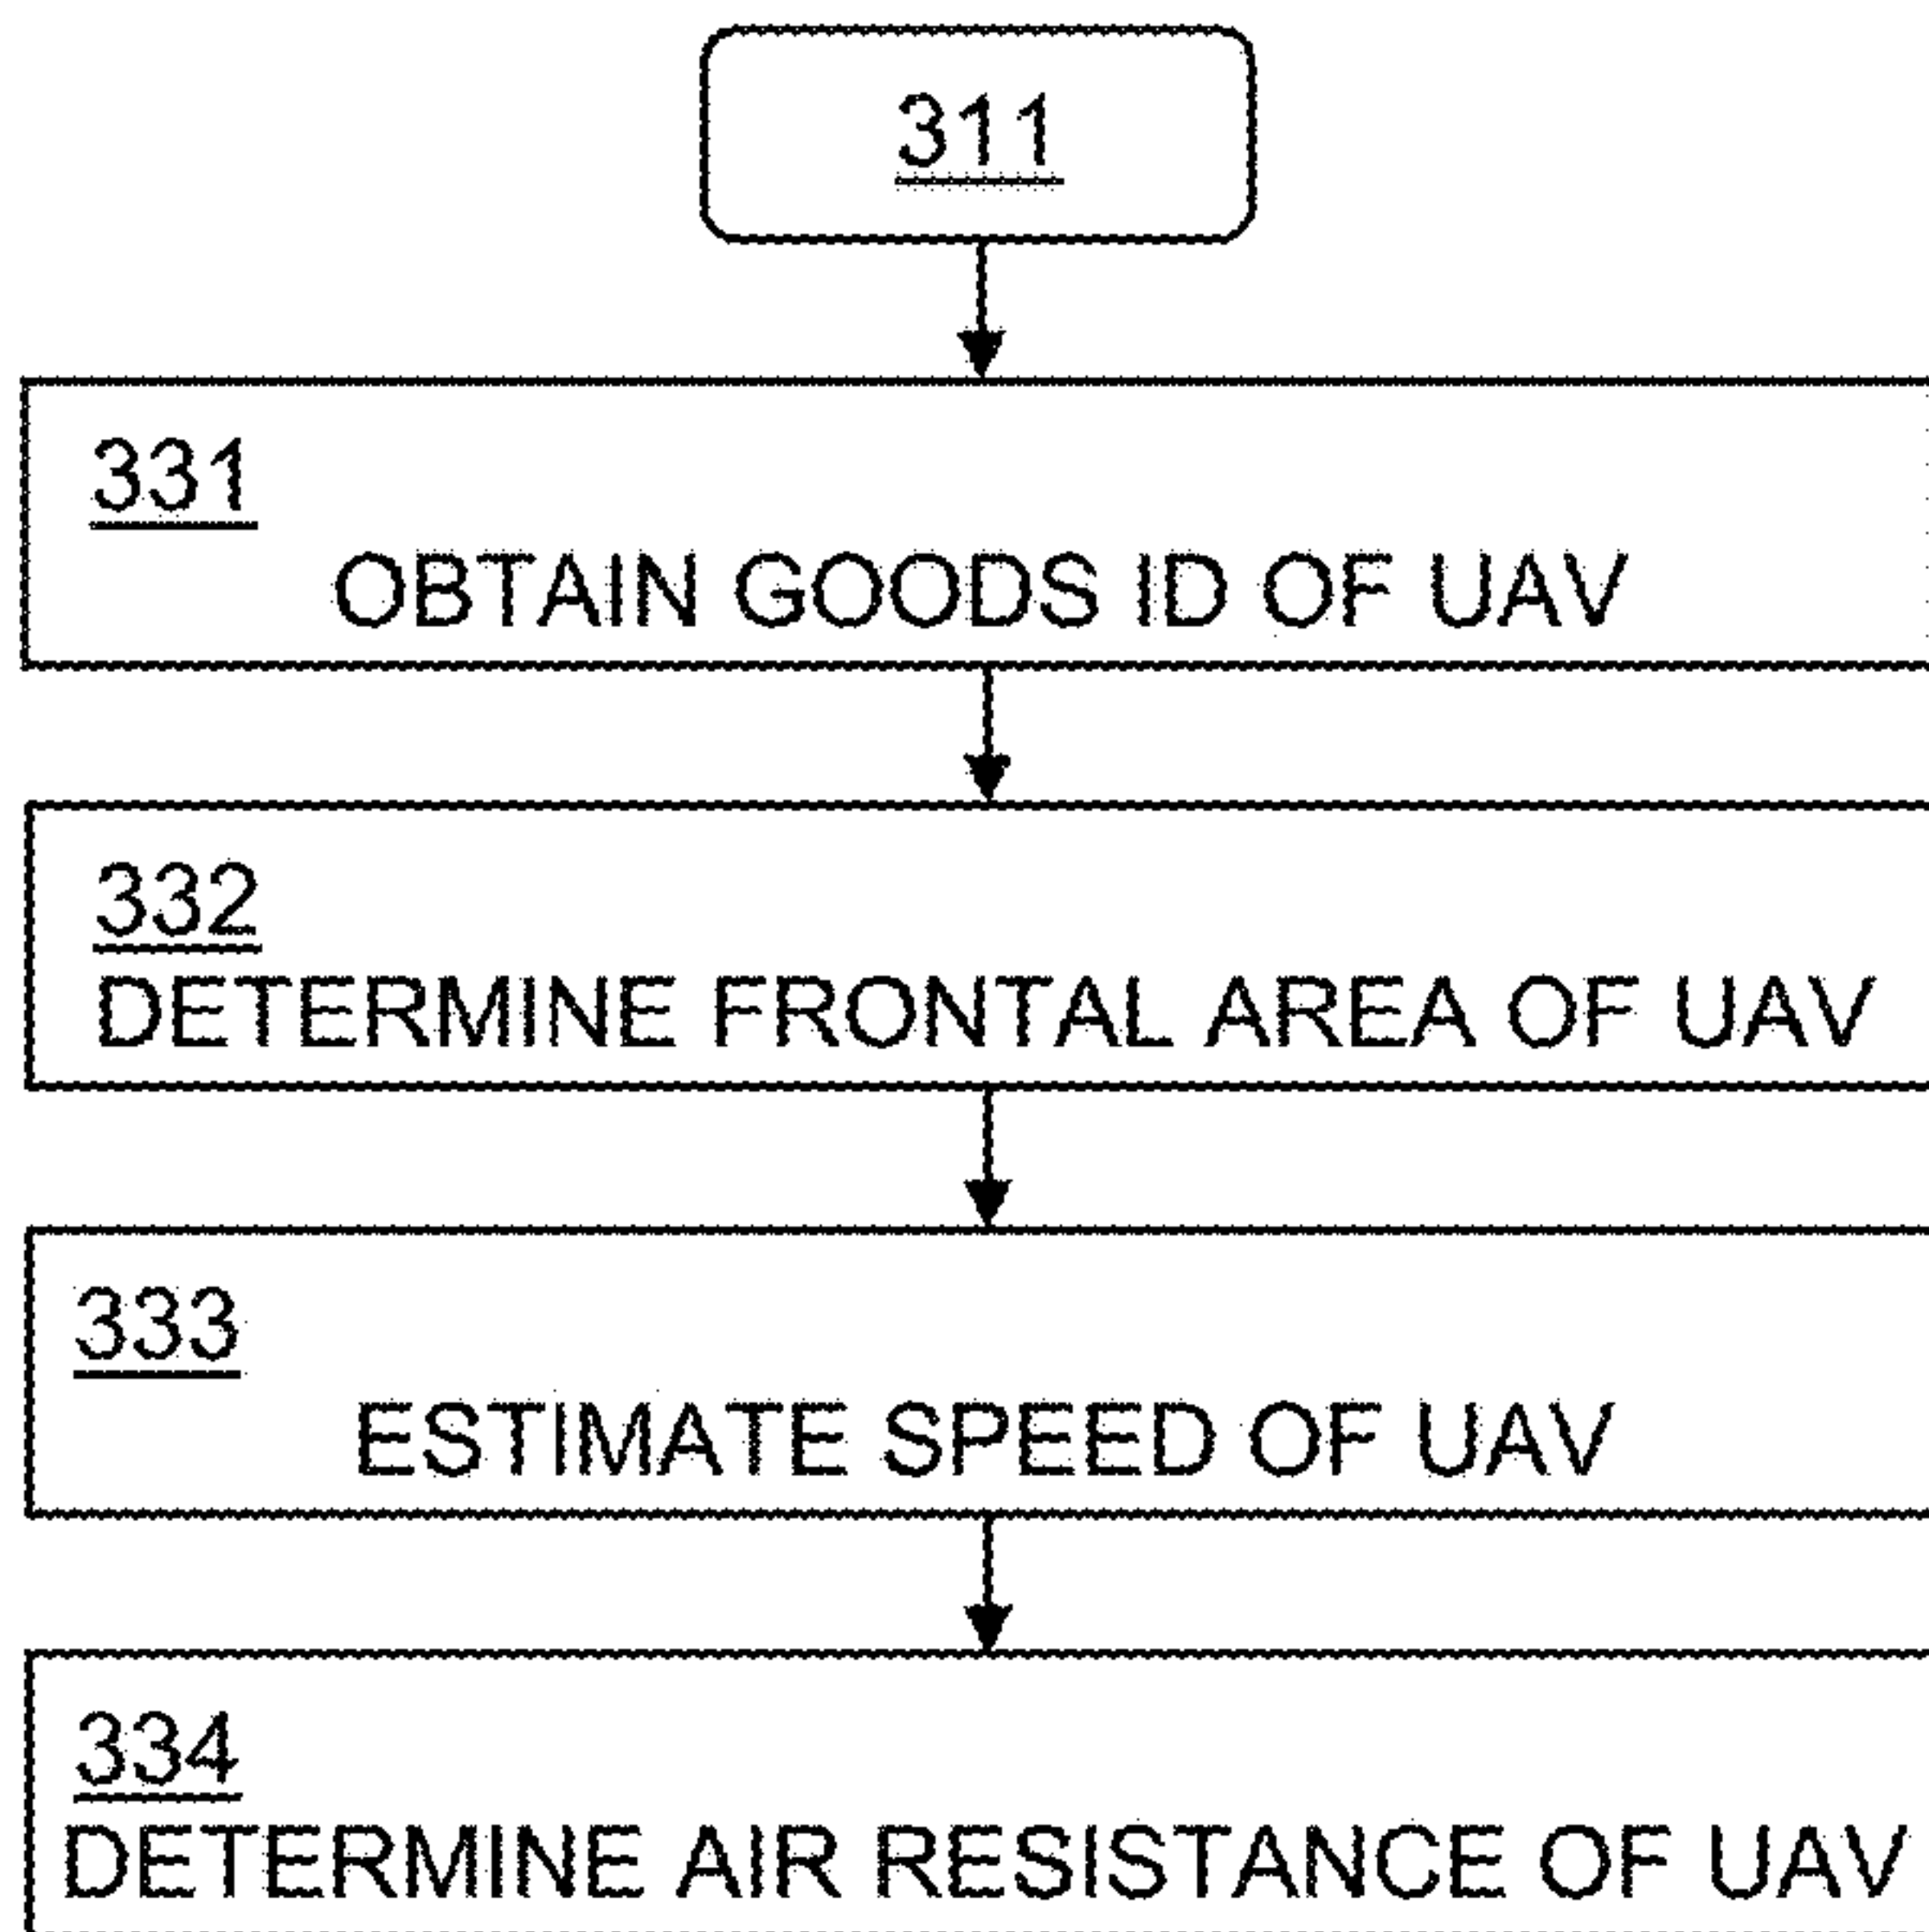 311
331
OBTAIN GOODS ID OF UAV
332
DETERMINE FRONTAL AREA OF UAV
333
ESTIMATE SPEED OF UAV
334
DETERMINE AIR RESISTANCE OF UAV